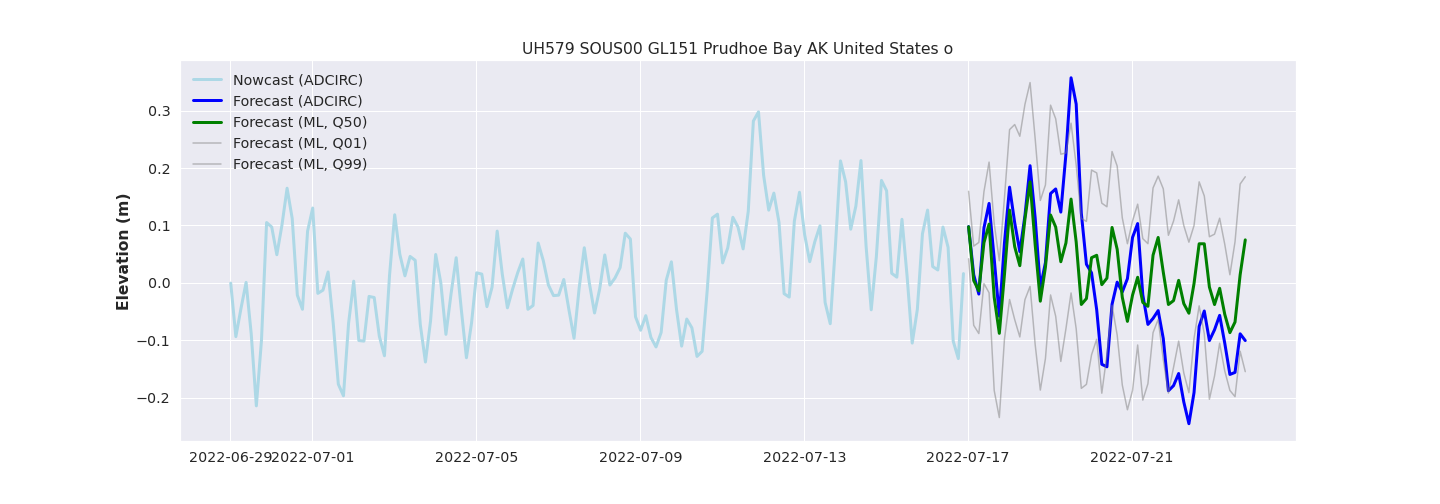 UH579 SOUS00 GL151 Prudhoe Bay AK United States o
Nowcast (ADCIRC)
Forecast (ADCIRC)
Forecast (ML, Q50)
Forecast (ML, Q01)
Forecast (ML, Q99)
Elevation (m)
0.3
0.2
0.1
0.0
−0.1
−0.2
2022-06-29 2022-07-01 2022-07-05 2022-07-09 2022-07-13 2022-07-17 2022-07-21